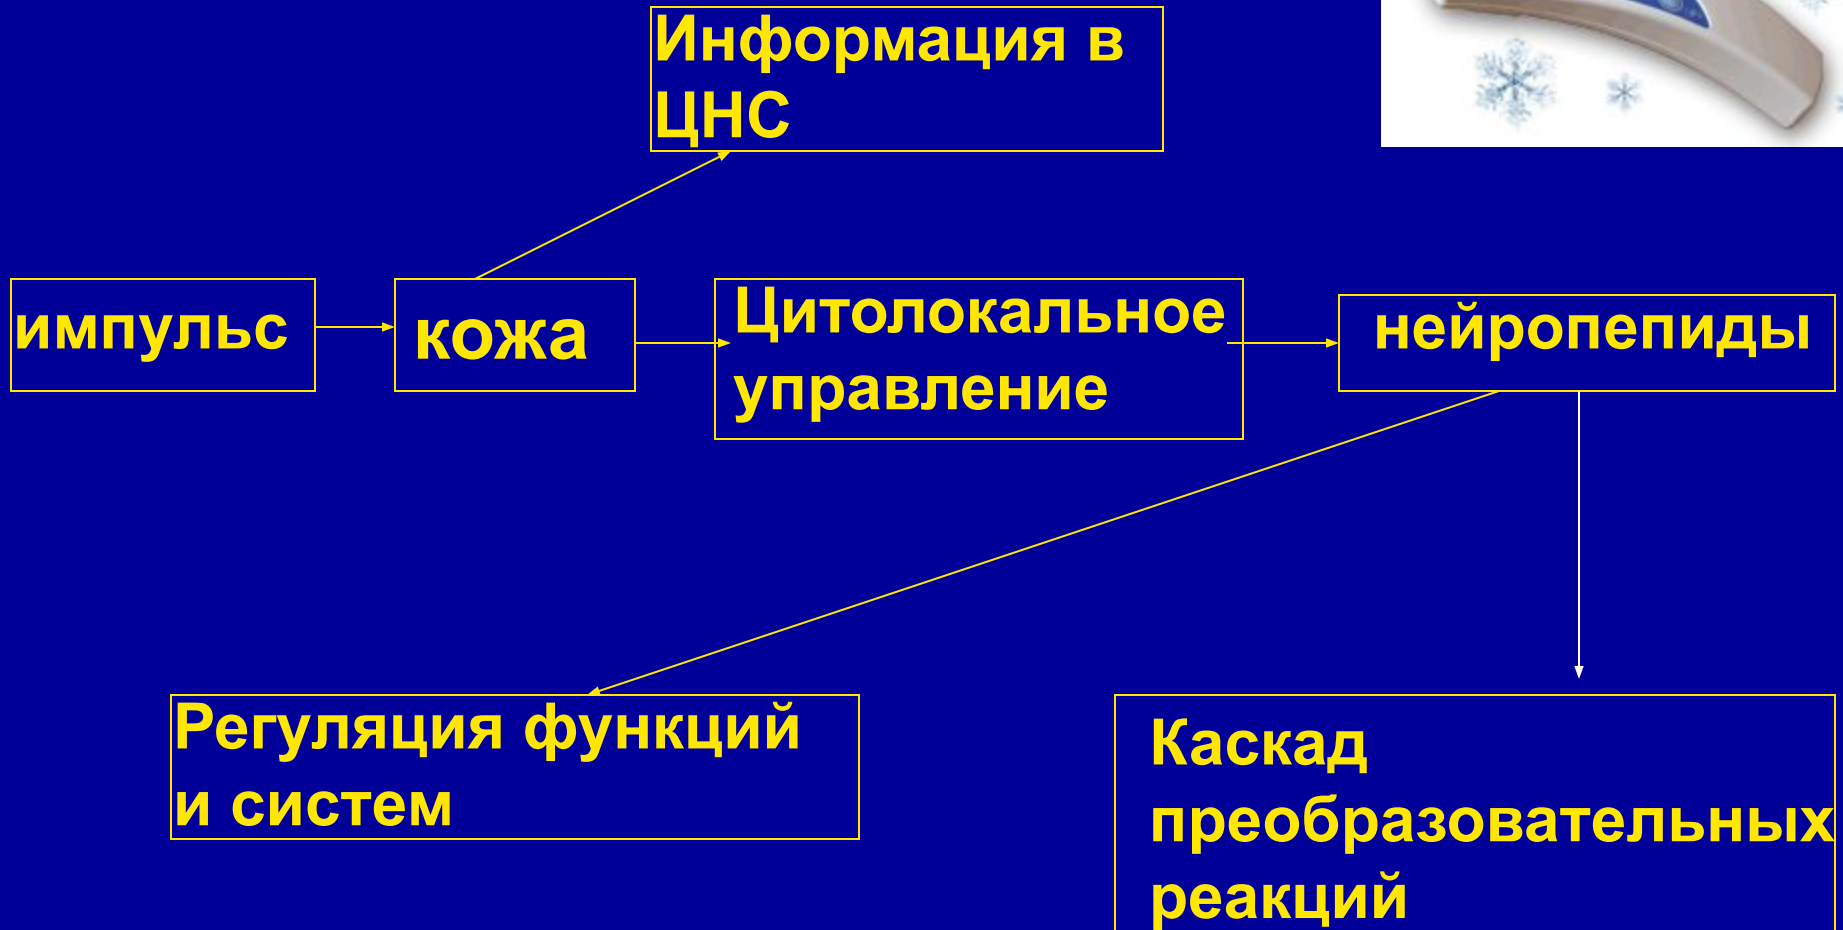 Информация в
ЦНС
импульс
кожа
Цитолокальное
управление
нейропепиды
Регуляция функций
и систем
Каскад
преобразовательных
реакций